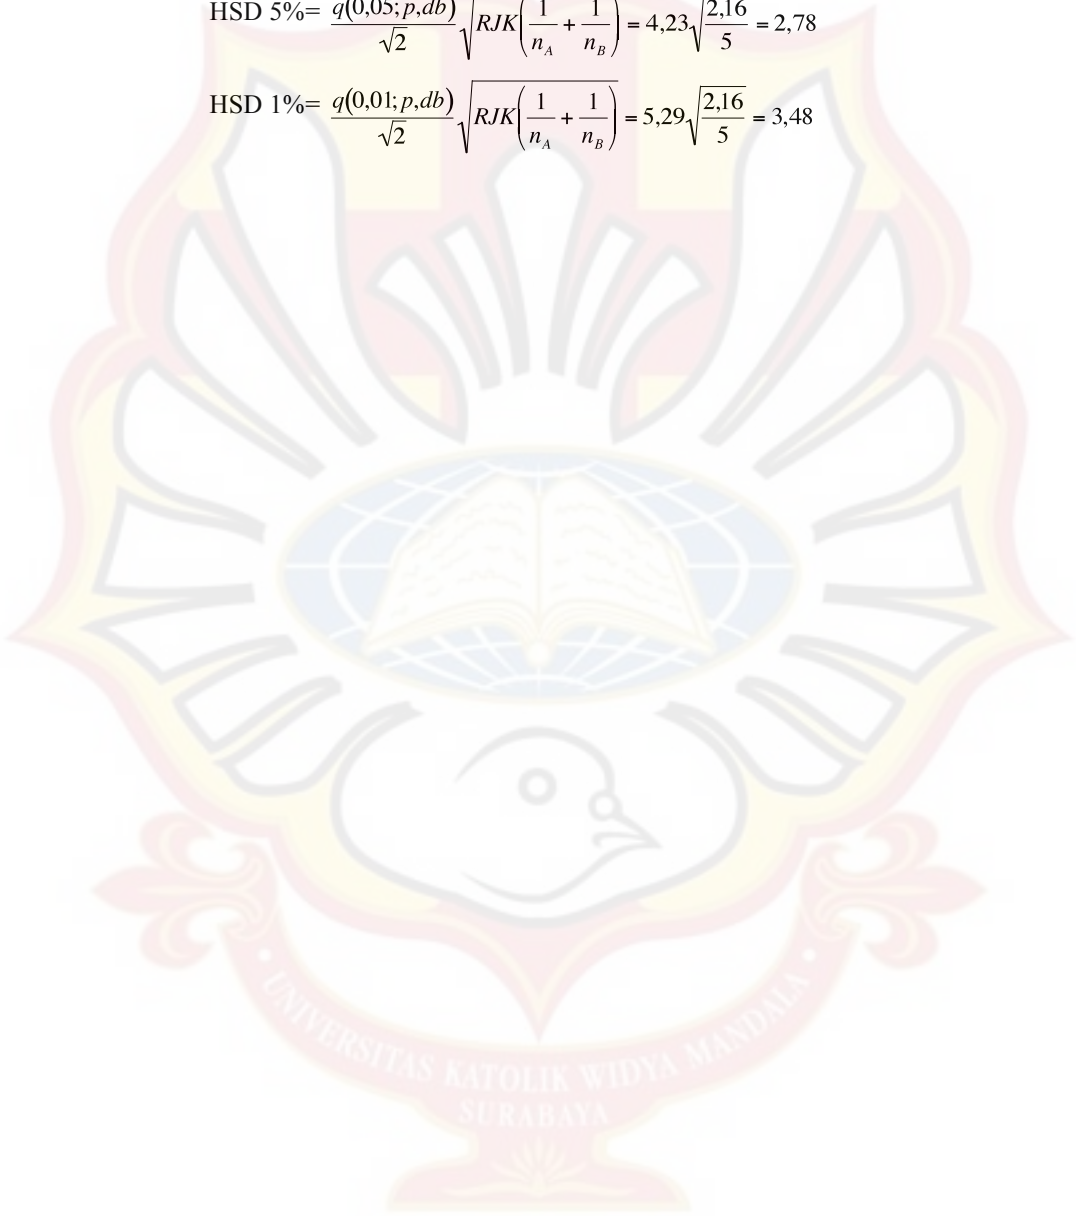 HSD 5%= q(0,05; p,db)/√2 √RJK(1/n_A + 1/n_B) = 4,23√2,16/5 = 2,78
HSD 1%= q(0,01; p,db)/√2 √RJK(1/n_A + 1/n_B) = 5,29√2,16/5 = 3,48
• UNIVERSITAS KATOLIK WIDYA MANDALA •
SURABAYA